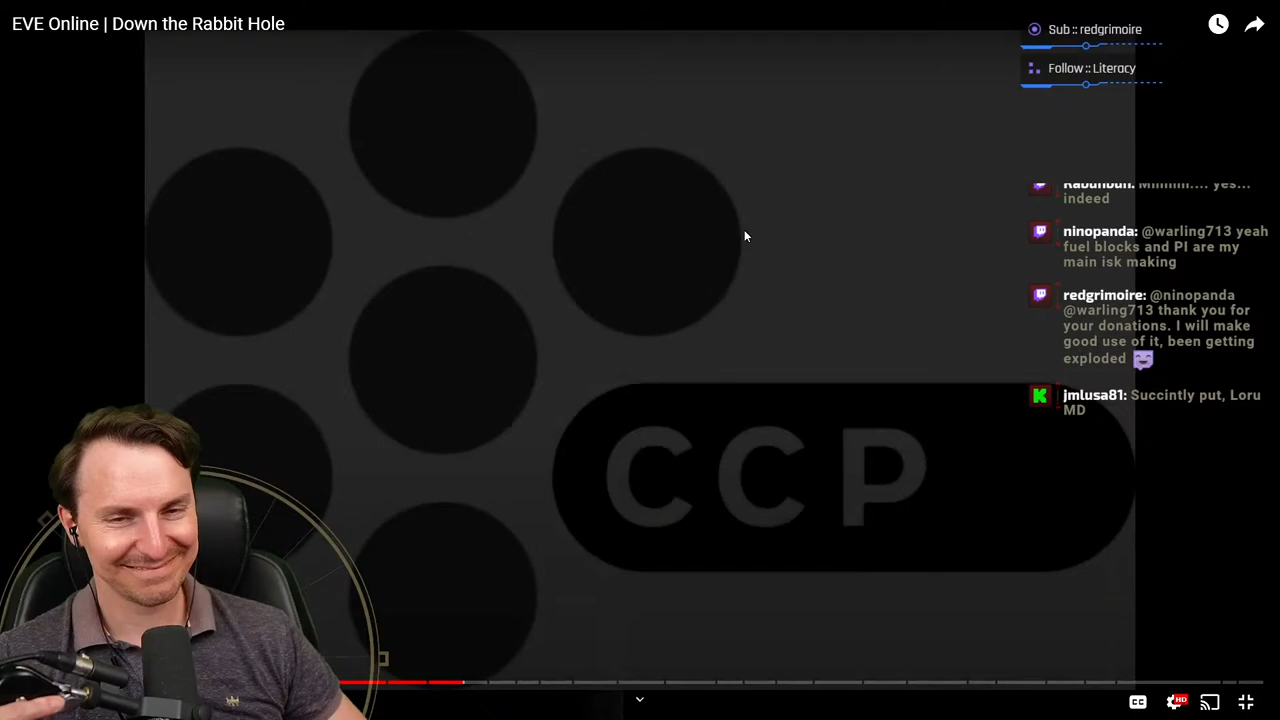 EVE Online | Down the Rabbit Hole
Sub :: redgrimoire
Follow :: Literacy
indeed
ninopanda: @warling713 yeah
fuel blocks and PI are my
main isk making
redgrimoire: @ninopanda
@warling713 thank you for
your donations. I will make
good use of it, been getting
exploded
jmlusa81: Succintly put, Loru
MD
CCP
CC
HD